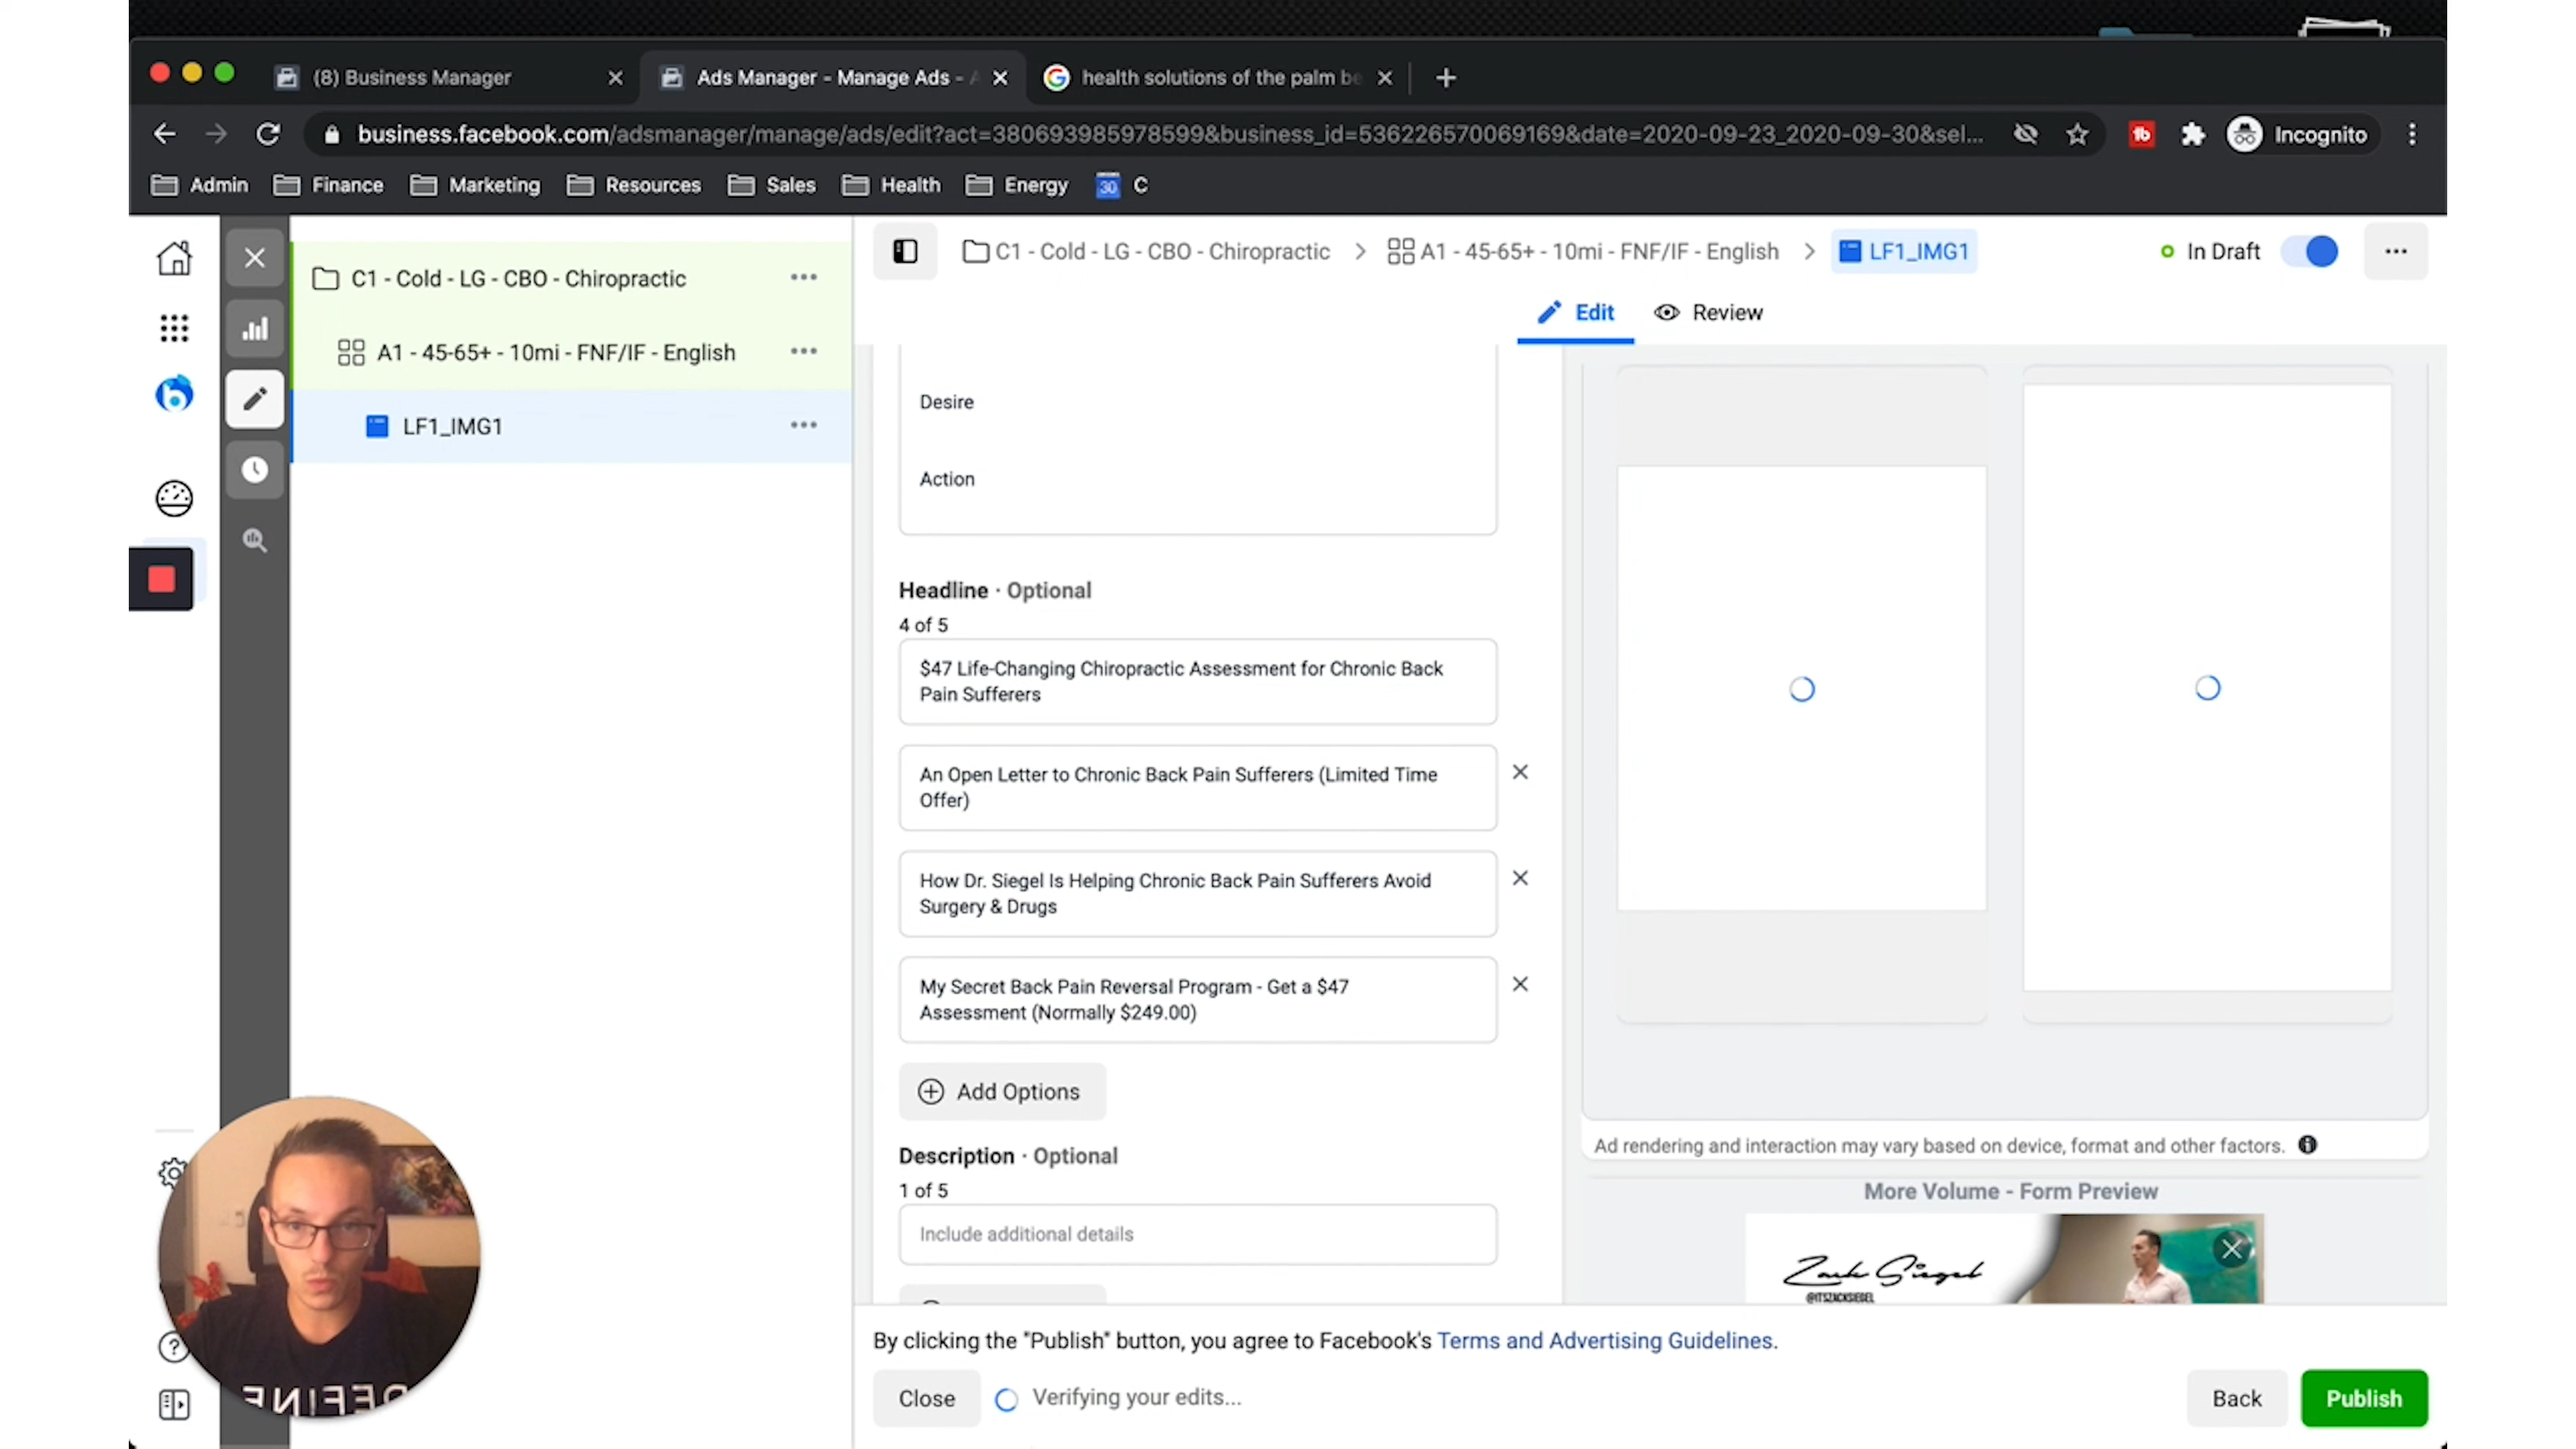 (8) Business Manager
Ads Manager - Manage Ads - A
health solutions of the palm be
business.facebook.com/adsmanager/manage/ads/edit?act=380693985978599&business_id=536226570069169&date=2020-09-23_2020-09-30&sel...
Incognito
Admin
Finance
Marketing
Resources
Sales
Health
Energy
30
C
C1 - Cold - LG - CBO - Chiropractic
A1 - 45-65+ - 10mi - FNF/IF - English
LF1_IMG1
C1 - Cold - LG - CBO - Chiropractic
A1 - 45-65+ - 10mi - FNF/IF - English
LF1_IMG1
In Draft
Edit
Review
Desire
Action
Headline · Optional
4 of 5
$47 Life-Changing Chiropractic Assessment for Chronic Back
Pain Sufferers
An Open Letter to Chronic Back Pain Sufferers (Limited Time
Offer)
How Dr. Siegel Is Helping Chronic Back Pain Sufferers Avoid
Surgery & Drugs
My Secret Back Pain Reversal Program - Get a $47
Assessment (Normally $249.00)
Add Options
Description · Optional
1 of 5
Include additional details
Ad rendering and interaction may vary based on device, format and other factors.
More Volume - Form Preview
Zack Siegel
@ITSZACKSIEGEL
By clicking the "Publish" button, you agree to Facebook's Terms and Advertising Guidelines.
Close
Verifying your edits...
Back
Publish